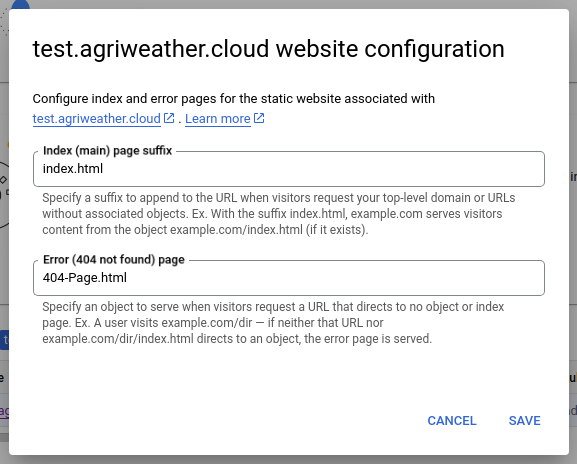 test.agriweather.cloud website configuration
Configure index and error pages for the static website associated with
test.agriweather.cloud . Learn more
Index (main) page suffix
index.html
Specify a suffix to append to the URL when visitors request your top-level domain or URLs
without associated objects. Ex. With the suffix index.html, example.com serves visitors
content from the object example.com/index.html (if it exists).
Error (404 not found) page
404-Page.html
Specify an object to serve when visitors request a URL that directs to no object or index
page. Ex. A user visits example.com/dir — if neither that URL nor
example.com/dir/index.html directs to an object, the error page is served.
CANCEL
SAVE